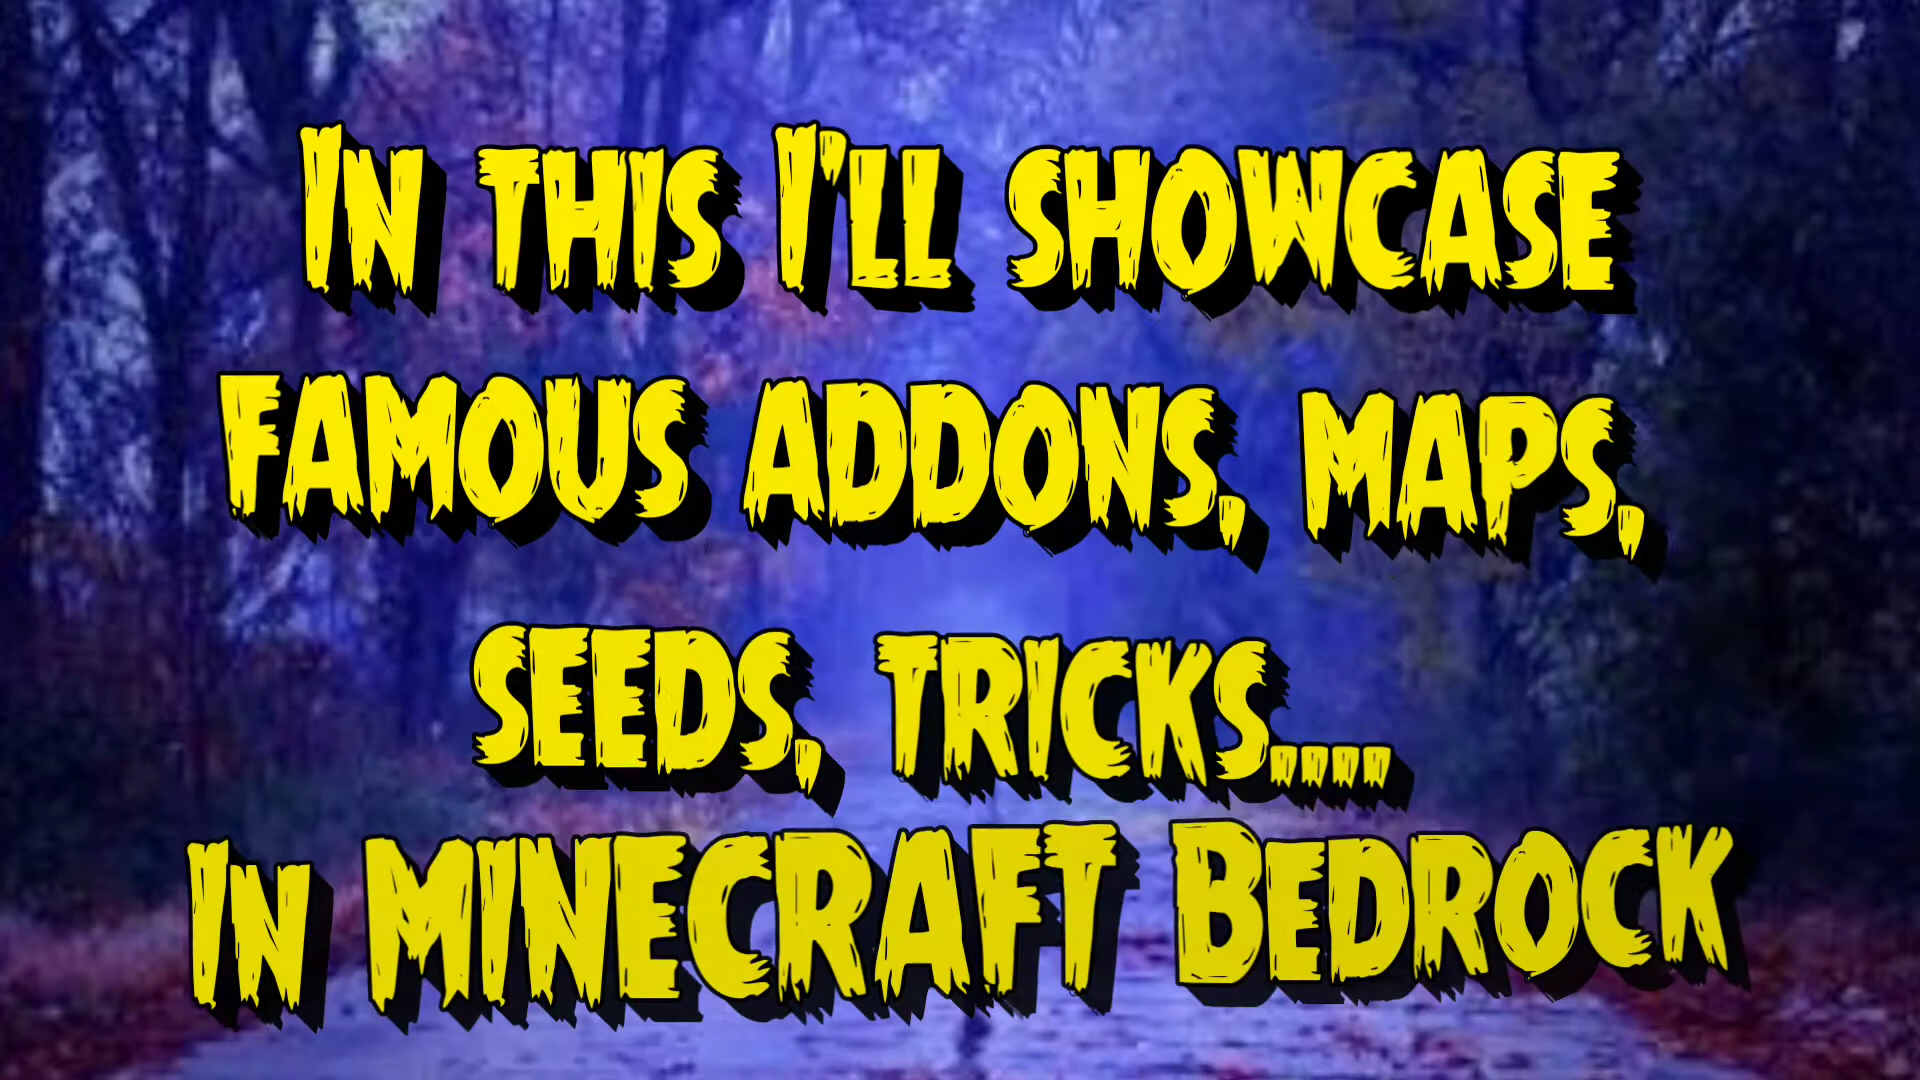 In this I'll showcase
Famous addons, maps,
seeds, tricks....
In Minecraft Bedrock